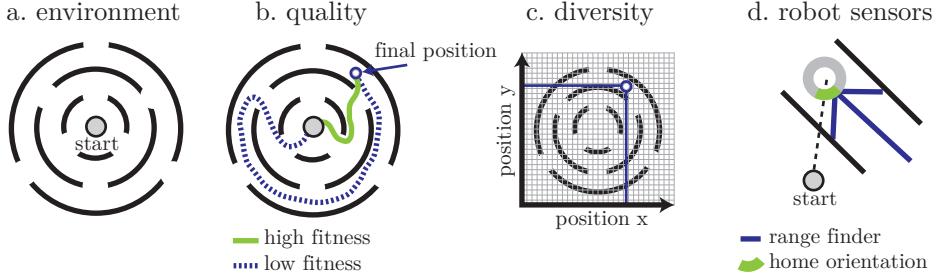 a. environment
start
b. quality
final position
high fitness
low fitness
c. diversity
position y
position x
d. robot sensors
start
range finder
home orientation